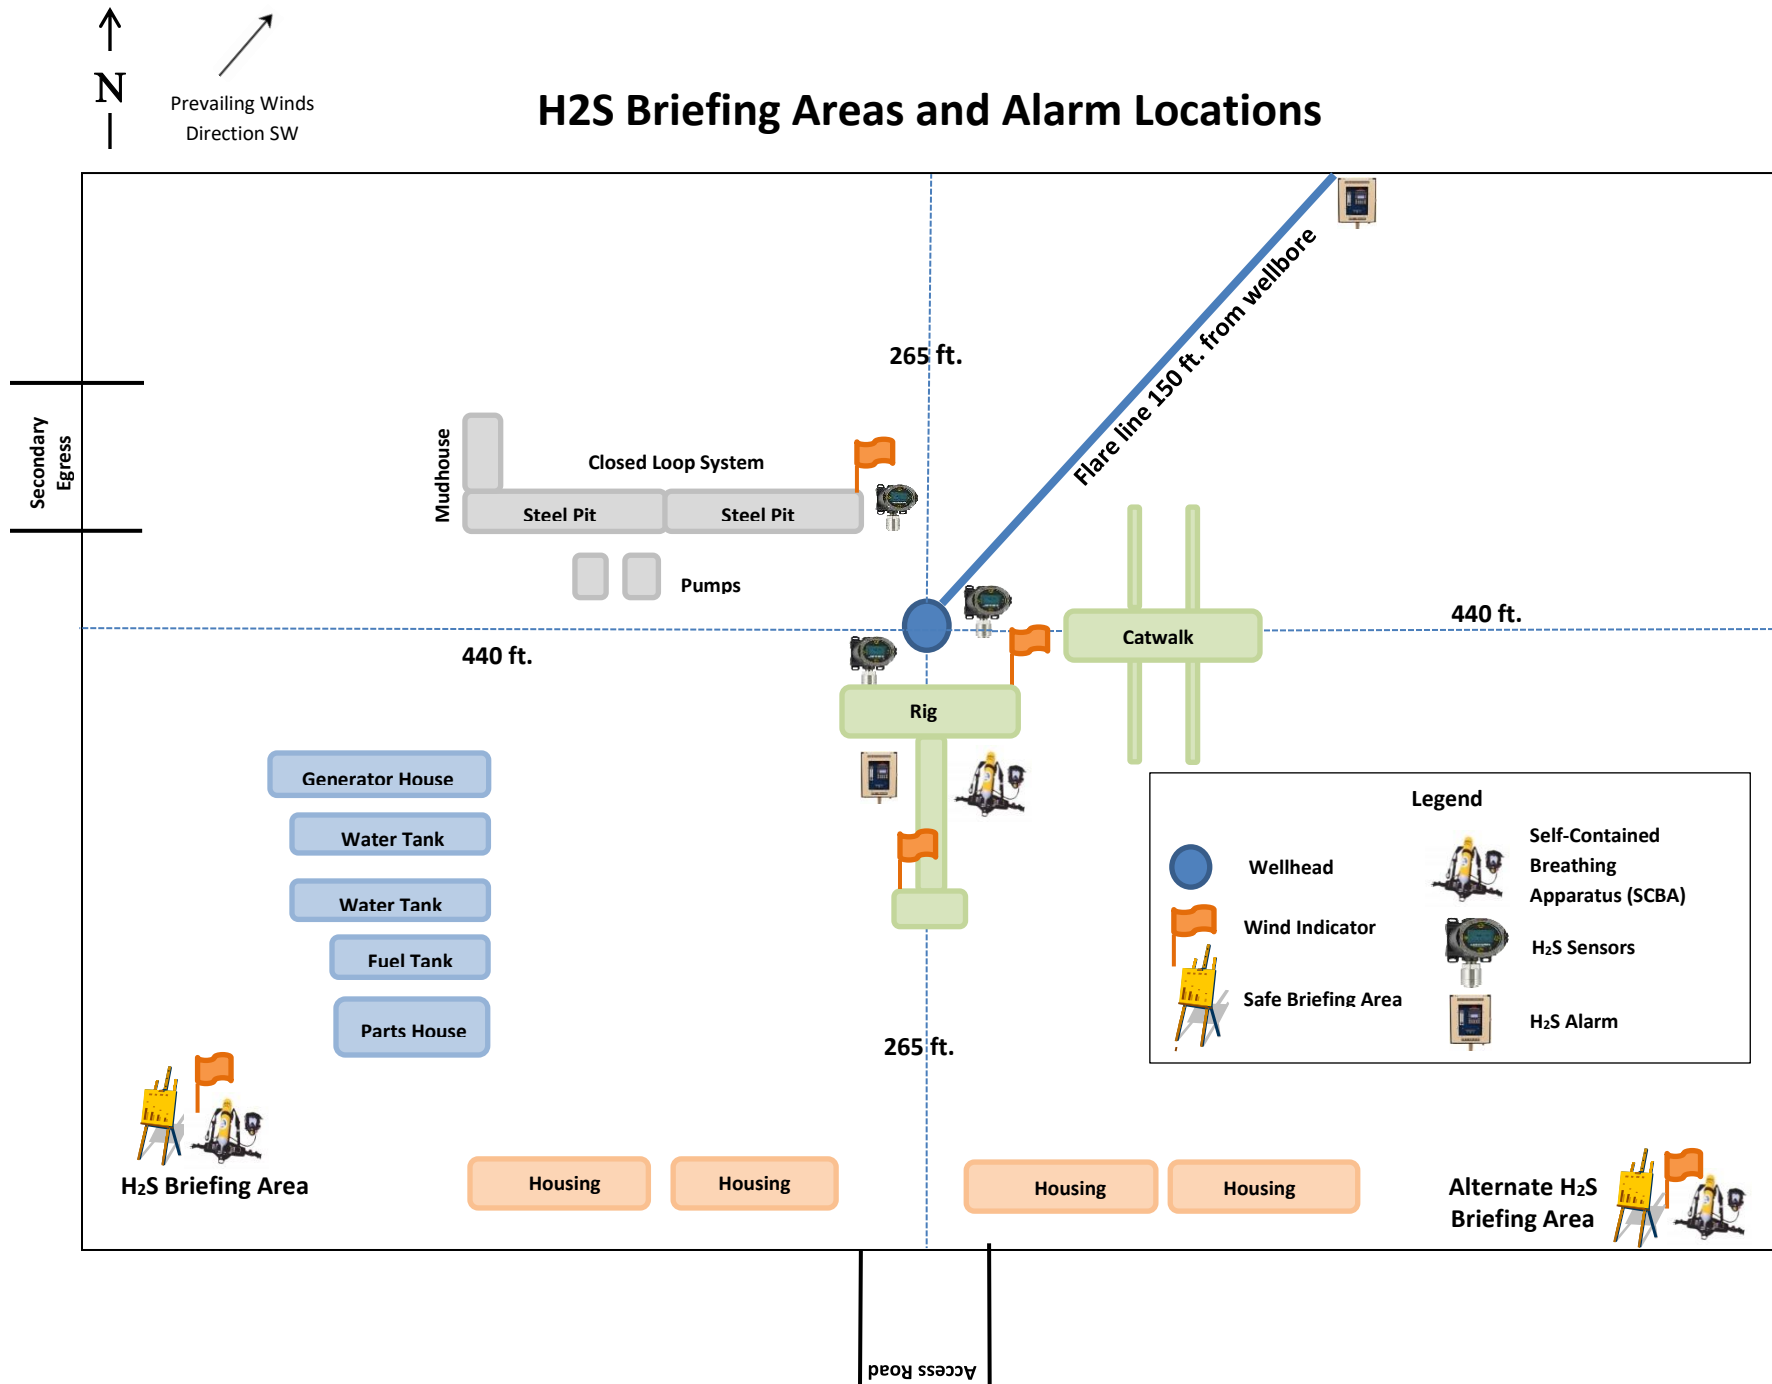 N
Prevailing Winds
Direction SW
H2S Briefing Areas and Alarm Locations
265 ft.
Flare line 150 ft. from wellbore
Secondary
Egress
Mudhouse
Closed Loop System
Steel Pit
Steel Pit
Pumps
440 ft.
440 ft.
Catwalk
Rig
Generator House
Water Tank
Water Tank
Fuel Tank
Parts House
265 ft.
Legend
Wellhead
Wind Indicator
Safe Briefing Area
Self-Contained
Breathing
Apparatus (SCBA)
H2S Sensors
H2S Alarm
H2S Briefing Area
Housing
Housing
Housing
Housing
Alternate H2S
Briefing Area
Access Road